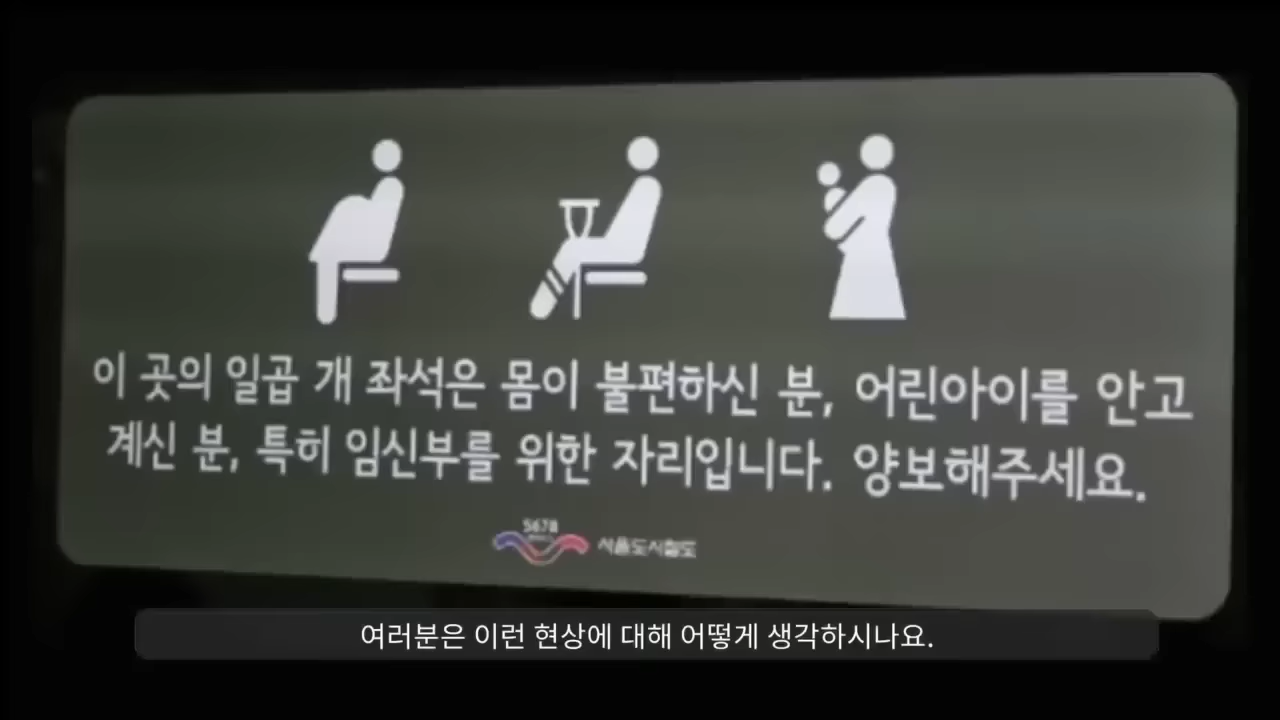 이 곳의 일곱 개 좌석은 몸이 불편하신 분, 어린아이를 안고
계신 분, 특히 임신부를 위한 자리입니다. 양보해주세요.
5678
서울도시철도
여러분은 이런 현상에 대해 어떻게 생각하시나요.